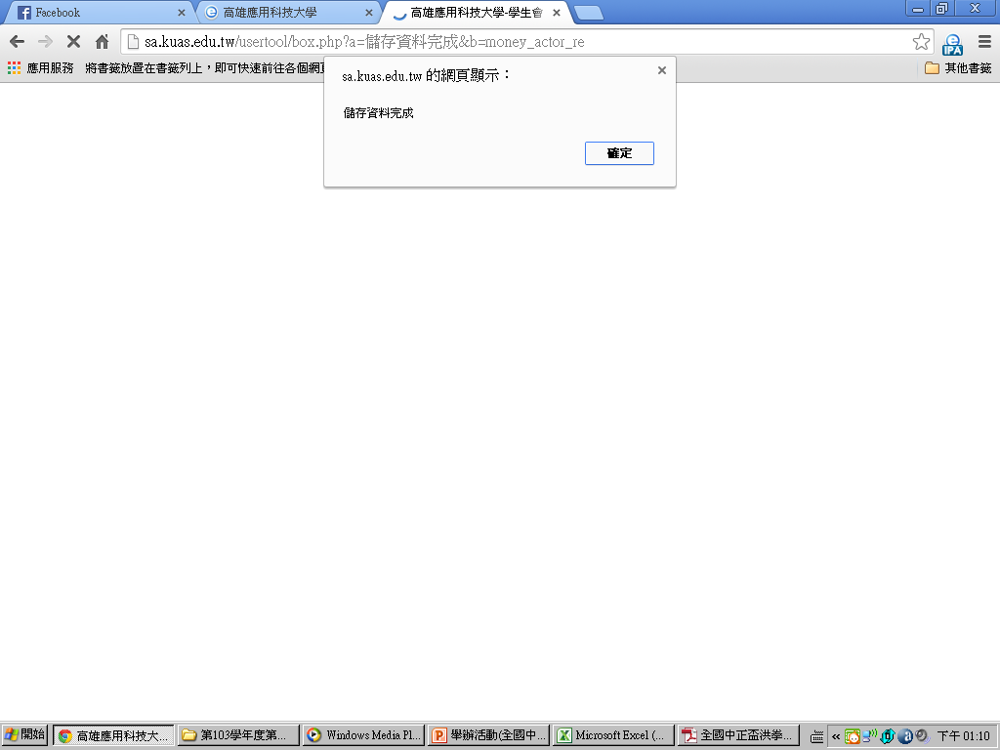 Facebook
高雄應用科技大學
高雄應用科技大學-學生會
sa.kuas.edu.tw/usertool/box.php?a=儲存資料完成&b=money_actor_re
IPA
應用服務
將書籤放置在書籤列上，即可快速前往各個網頁
其他書籤
sa.kuas.edu.tw 的網頁顯示：
儲存資料完成
確定
開始
高雄應用科技大...
第103學年度第...
Windows Media Pl...
舉辦活動(全國中...
Microsoft Excel (...
全國中正盃洪拳...
下午 01:10